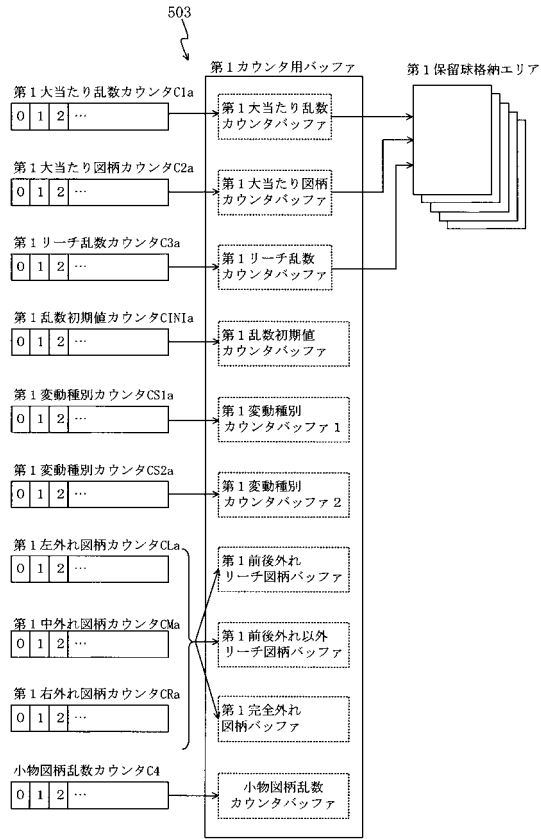 503
第1カウンタ用バッファ
第1保留球格納エリア
第1大当たり乱数カウンタC1a
0 1 2 …
第1大当たり乱数
カウンタバッファ
第1大当たり図柄カウンタC2a
0 1 2 …
第1大当たり図柄
カウンタバッファ
第1リーチ乱数カウンタC3a
0 1 2 …
第1リーチ乱数
カウンタバッファ
第1乱数初期値カウンタCINIa
0 1 2 …
第1乱数初期値
カウンタバッファ
第1変動種別カウンタCS1a
0 1 2 …
第1変動種別
カウンタバッファ1
第1変動種別カウンタCS2a
0 1 2 …
第1変動種別
カウンタバッファ2
第1左外れ図柄カウンタCLa
0 1 2 …
第1前後外れ
リーチ図柄バッファ
第1中外れ図柄カウンタCMa
0 1 2 …
第1前後外れ以外
リーチ図柄バッファ
第1右外れ図柄カウンタCRa
0 1 2 …
第1完全外れ
図柄バッファ
小物図柄乱数カウンタC4
0 1 2 …
小物図柄乱数
カウンタバッファ